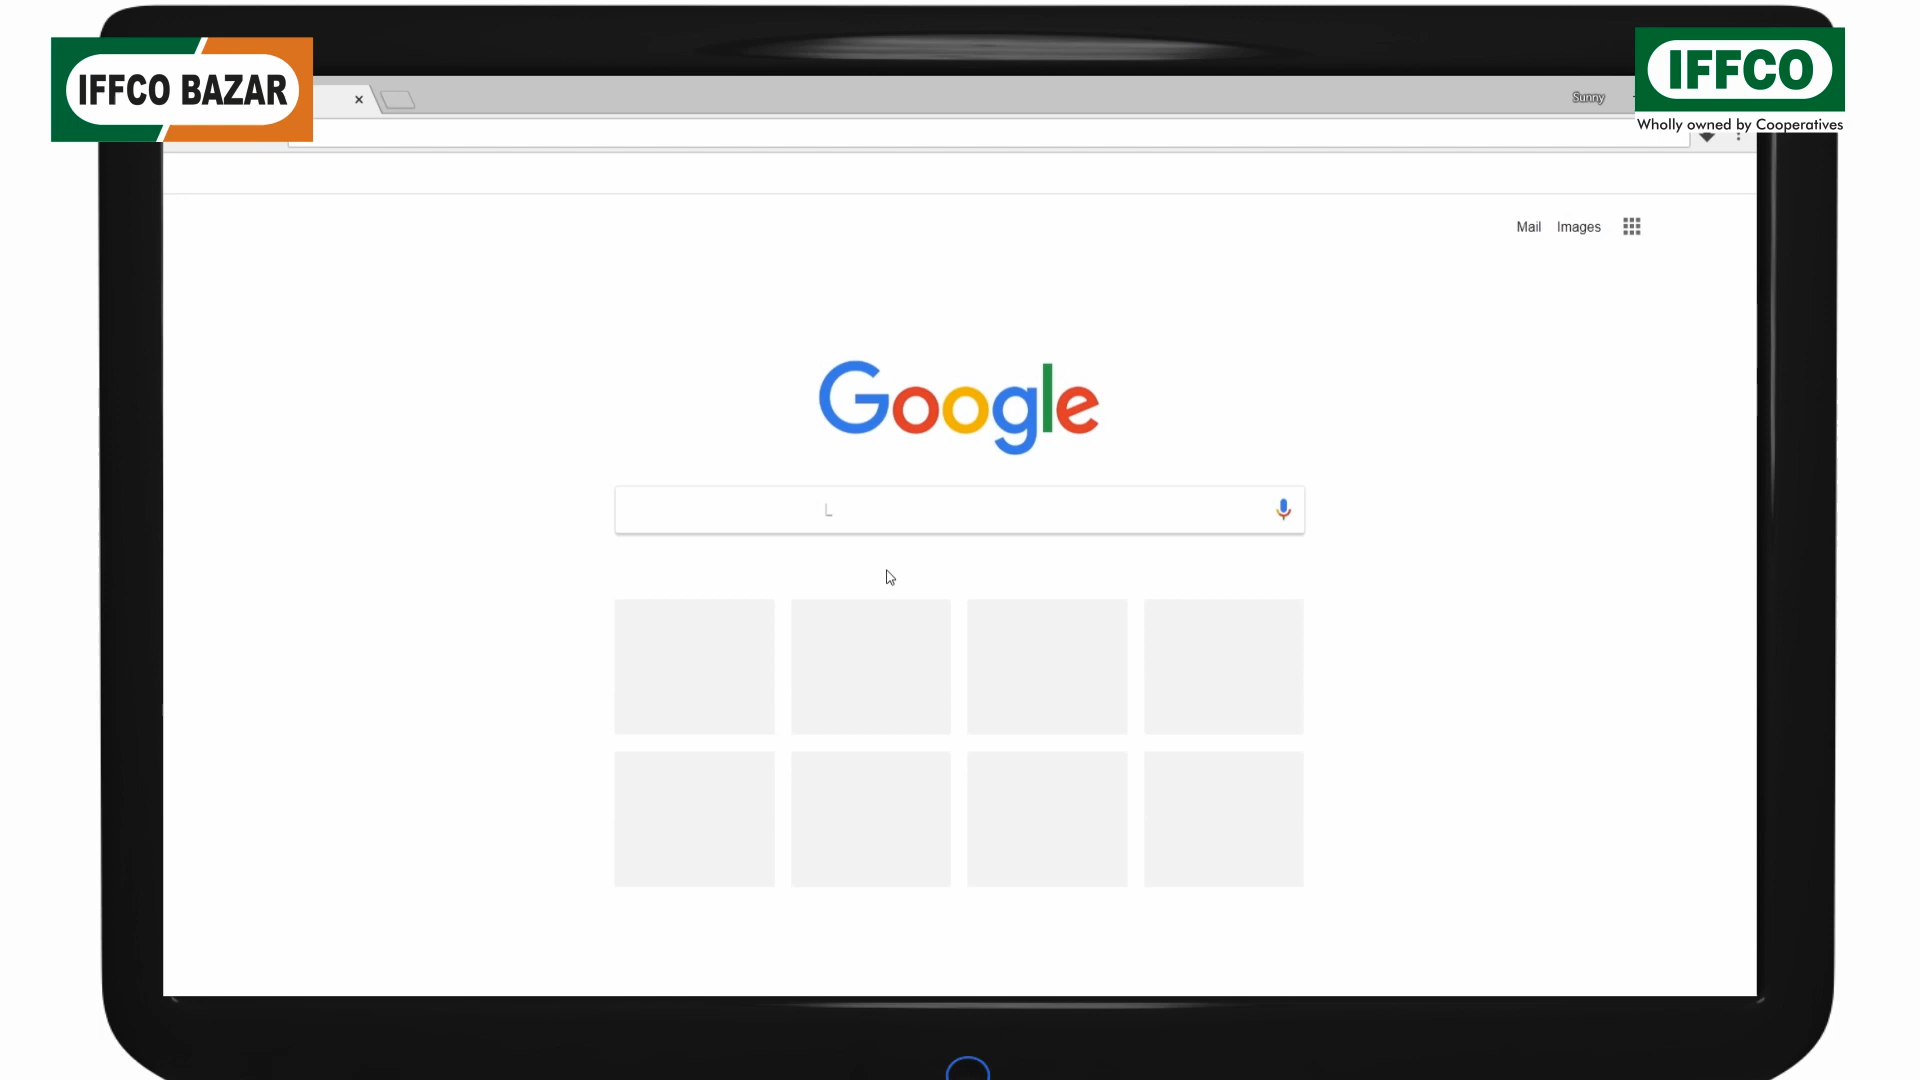 IFFCO BAZAR
IFFCO
Wholly owned by Cooperatives
Sunny
Mail Images
Google
L